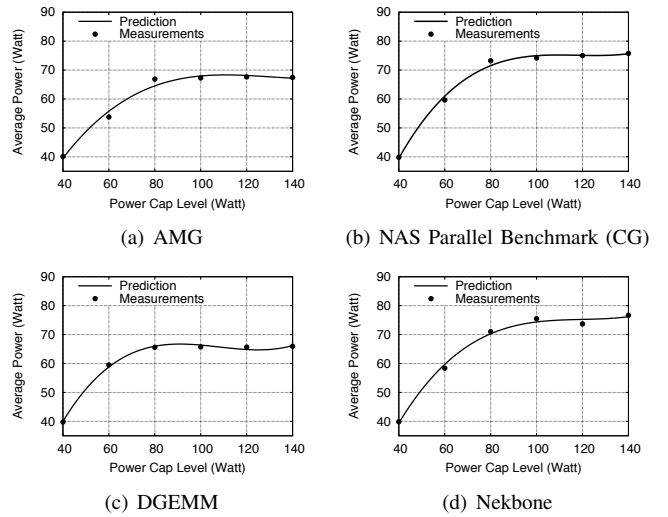 90
80
70
60
50
40
Average Power (Watt)
Prediction
Measurements
40 60 80 100 120 140
Power Cap Level (Watt)
(a) AMG
90
80
70
60
50
40
Average Power (Watt)
Prediction
Measurements
40 60 80 100 120 140
Power Cap Level (Watt)
(b) NAS Parallel Benchmark (CG)
90
80
70
60
50
40
Average Power (Watt)
Prediction
Measurements
40 60 80 100 120 140
Power Cap Level (Watt)
(c) DGEMM
90
80
70
60
50
40
Average Power (Watt)
Prediction
Measurements
40 60 80 100 120 140
Power Cap Level (Watt)
(d) Nekbone